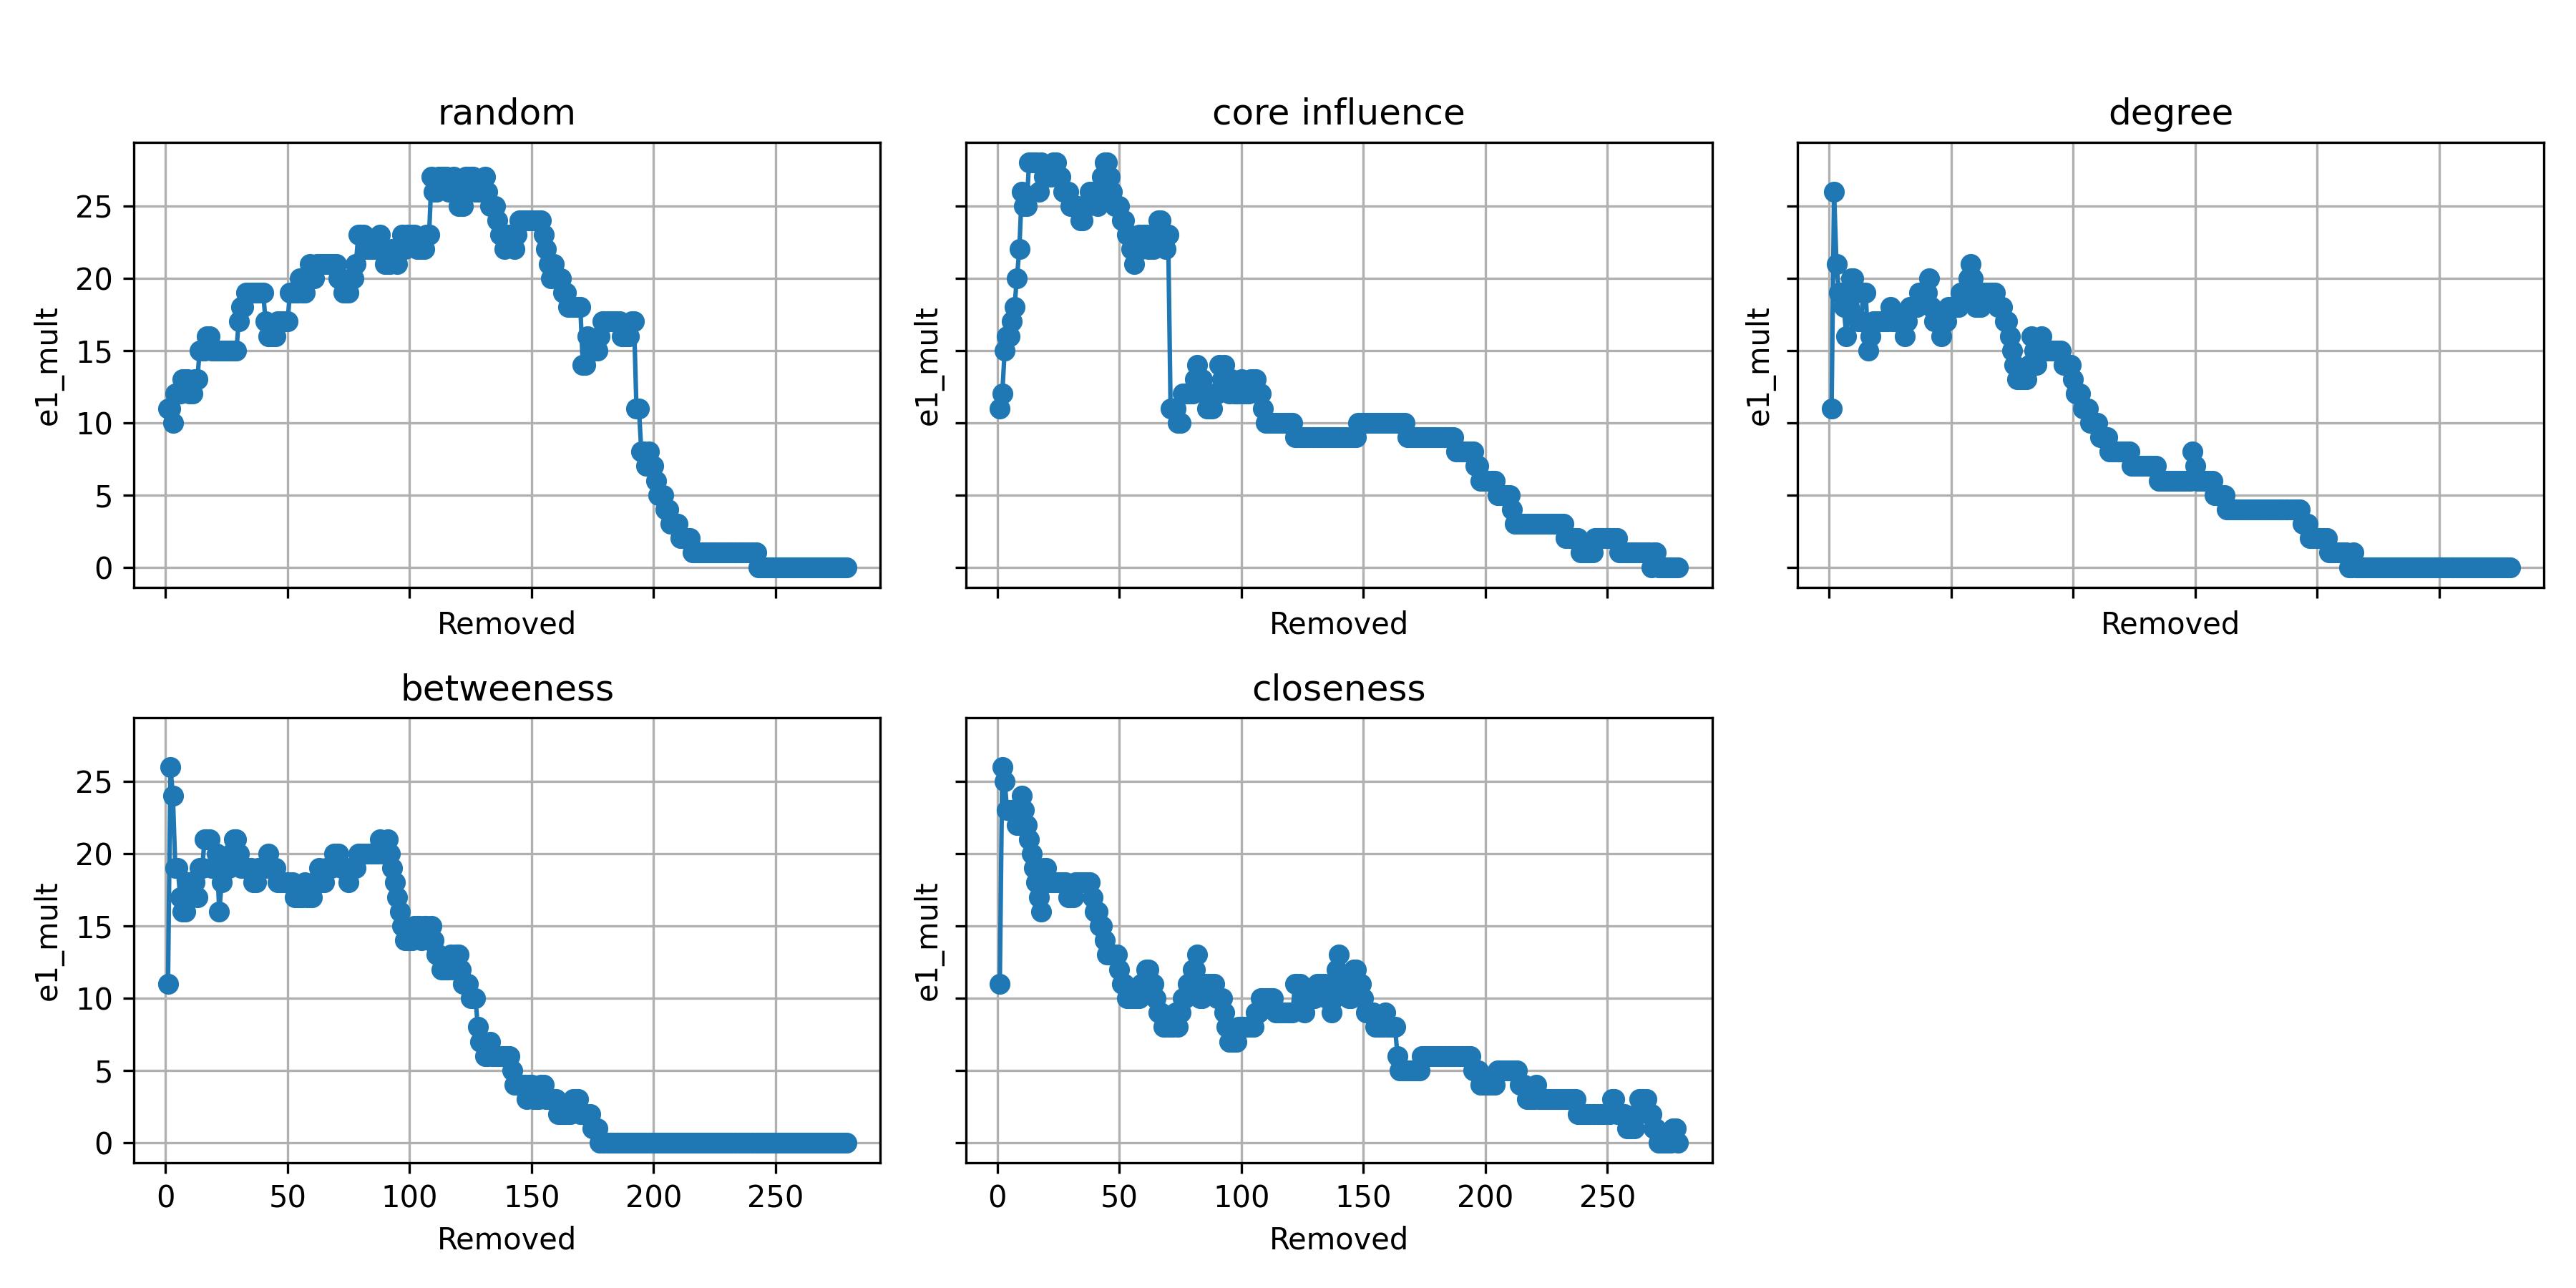 random
25
20
15
10
5
0
e1_mult
Removed
core influence
e1_mult
Removed
degree
e1_mult
Removed
betweeness
25
20
15
10
5
0
e1_mult
0 50 100 150 200 250
Removed
closeness
e1_mult
0 50 100 150 200 250
Removed